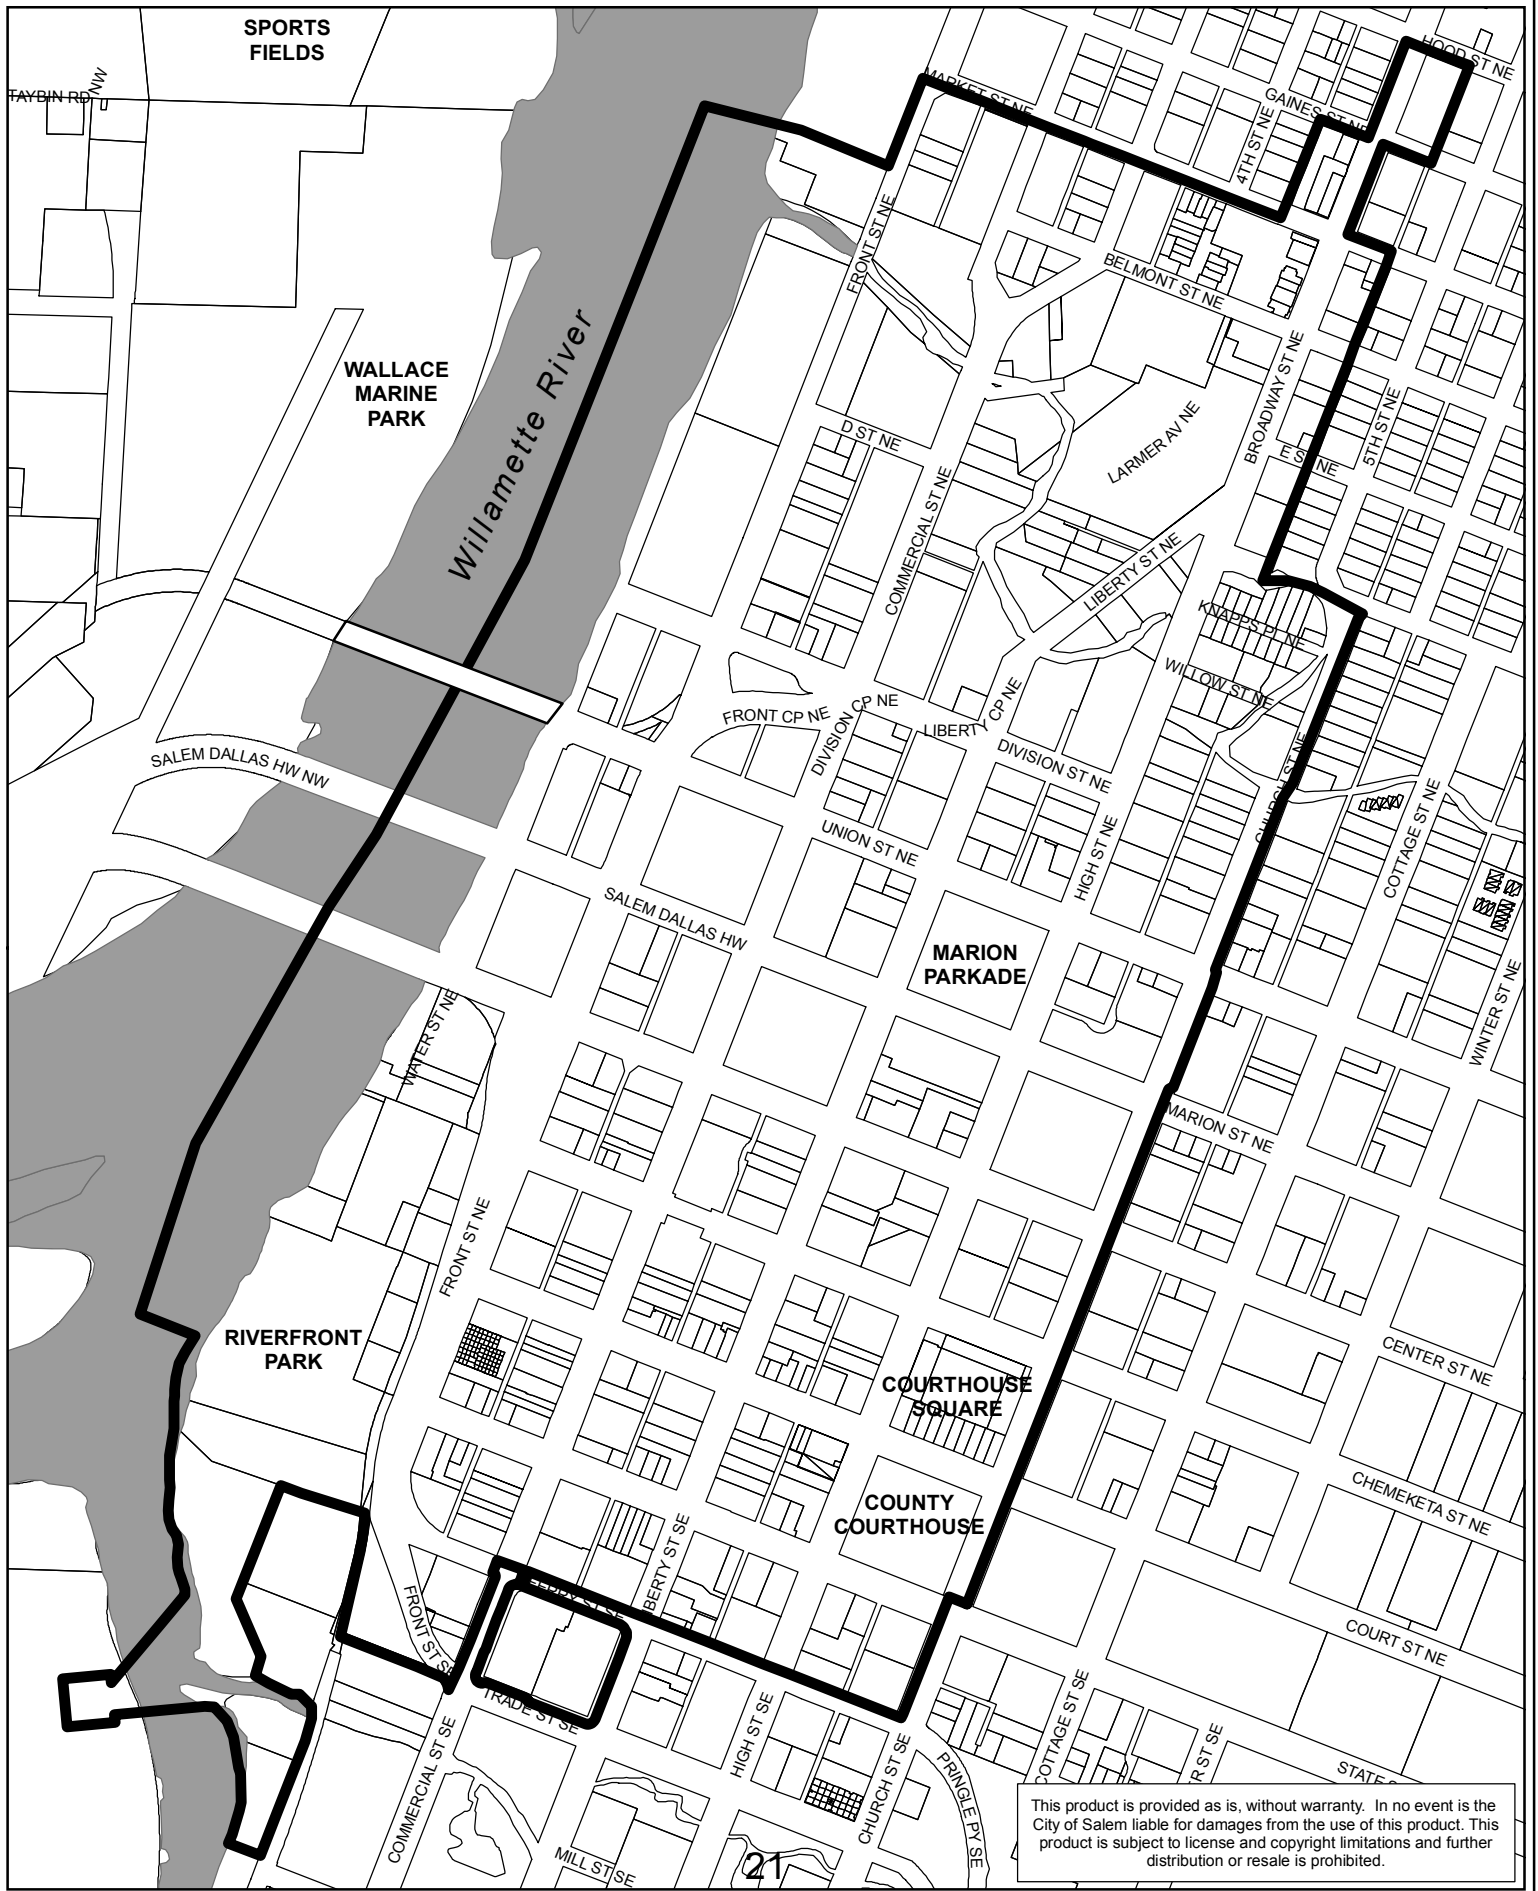 SPORTS
FIELDS
HOOD ST NE
TAYBIN RD NW
MARKET ST NE
GAINES ST NE
4TH ST NE
FRONT ST NE
BELMONT ST NE
Willamette River
WALLACE
MARINE
PARK
BROADWAY ST NE
5TH ST NE
D ST NE
LARMER AV NE
E ST NE
COMMERCIAL ST NE
LIBERTY ST NE
KNAPPS PL NE
WILLOW ST NE
FRONT CP NE
DIVISION CP NE
LIBERTY CP NE
DIVISION ST NE
SALEM DALLAS HW NW
CHURCH ST NE
COTTAGE ST NE
UNION ST NE
HIGH ST NE
SALEM DALLAS HW
MARION
PARKADE
WATER ST NE
WINTER ST NE
MARION ST NE
FRONT ST NE
RIVERFRONT
PARK
CENTER ST NE
COURTHOUSE
SQUARE
CHEMEKETA ST NE
COUNTY
COURTHOUSE
FERRY ST SE
FRONT ST SE
COURT ST NE
TRADE ST SE
COMMERCIAL ST SE
HIGH ST SE
CHURCH ST SE
COTTAGE ST SE
PRINGLE PY SE
MILL ST SE
21
This product is provided as is, without warranty. In no event is the
City of Salem liable for damages from the use of this product. This
product is subject to license and copyright limitations and further
distribution or resale is prohibited.